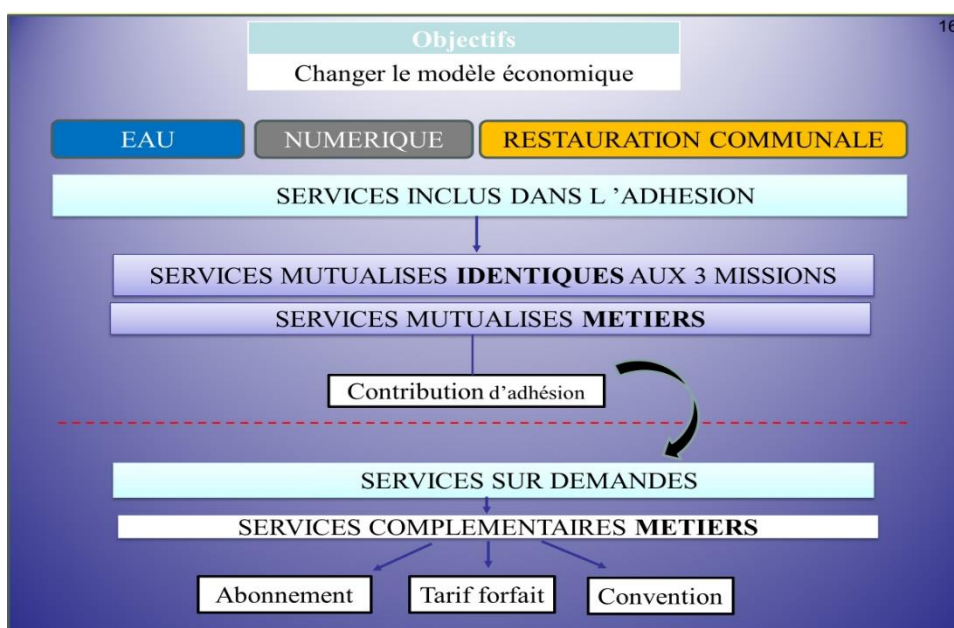 16
Objectifs
Changer le modèle économique
EAU
NUMERIQUE
RESTAURATION COMMUNALE
SERVICES INCLUS DANS L ’ADHESION
SERVICES MUTUALISES IDENTIQUES AUX 3 MISSIONS
SERVICES MUTUALISES METIERS
Contribution d’adhésion
SERVICES SUR DEMANDES
SERVICES COMPLEMENTAIRES METIERS
Abonnement
Tarif forfait
Convention